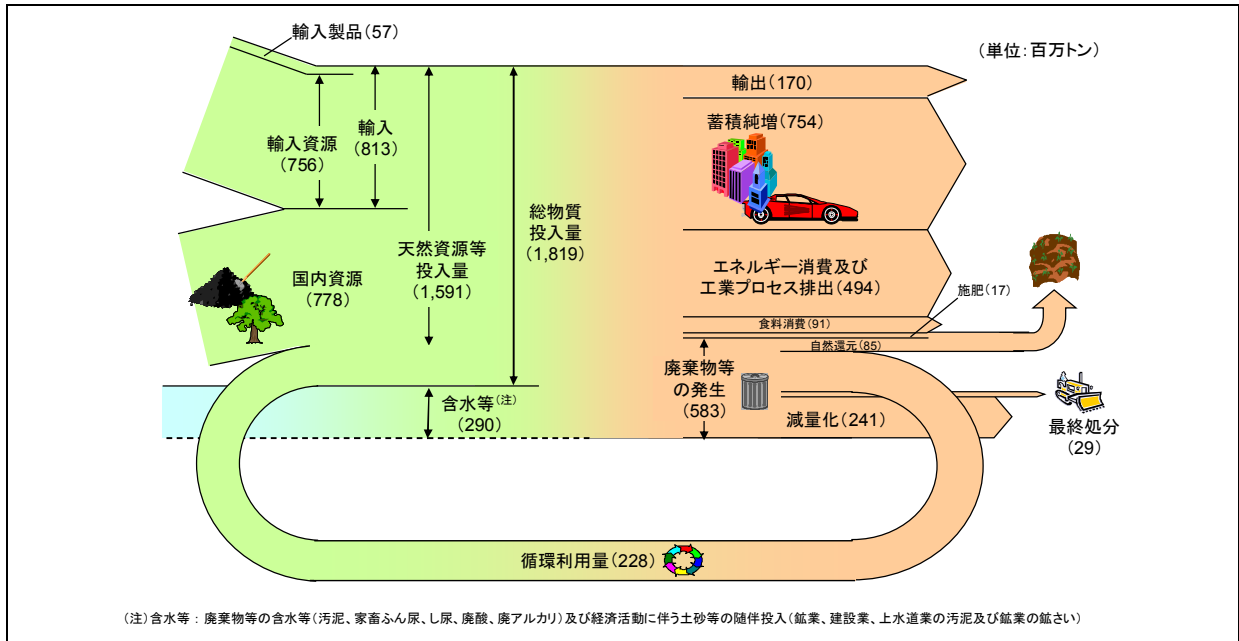 輸入製品(57)
(単位:百万トン)
輸出(170)
蓄積純増(754)
輸入資源
(756)
輸入
(813)
総物質
投入量
(1,819)
天然資源等
投入量
(1,591)
国内資源
(778)
エネルギー消費及び
工業プロセス排出(494)
施肥(17)
食料消費(91)
自然還元(85)
廃棄物等
の発生
(583)
含水等(注)
(290)
減量化(241)
最終処分
(29)
循環利用量(228)
(注)含水等:廃棄物等の含水等(汚泥、家畜ふん尿、し尿、廃酸、廃アルカリ)及び経済活動に伴う土砂等の随伴投入(鉱業、建設業、上水道業の汚泥及び鉱業の鉱さい)